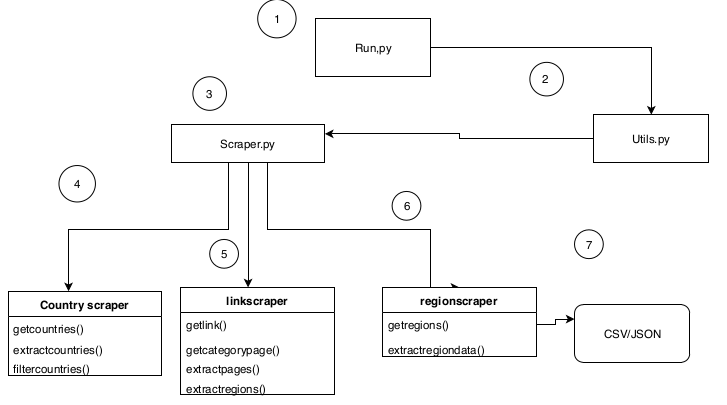 1
Run,py
2
3
Scraper.py
Utils.py
4
6
5
7
Country scraper
getcountries()
extractcountries()
filtercountries()
linkscraper
getlink()
getcategorypage()
extractpages()
extractregions()
regionscraper
getregions()
extractregiondata()
CSV/JSON